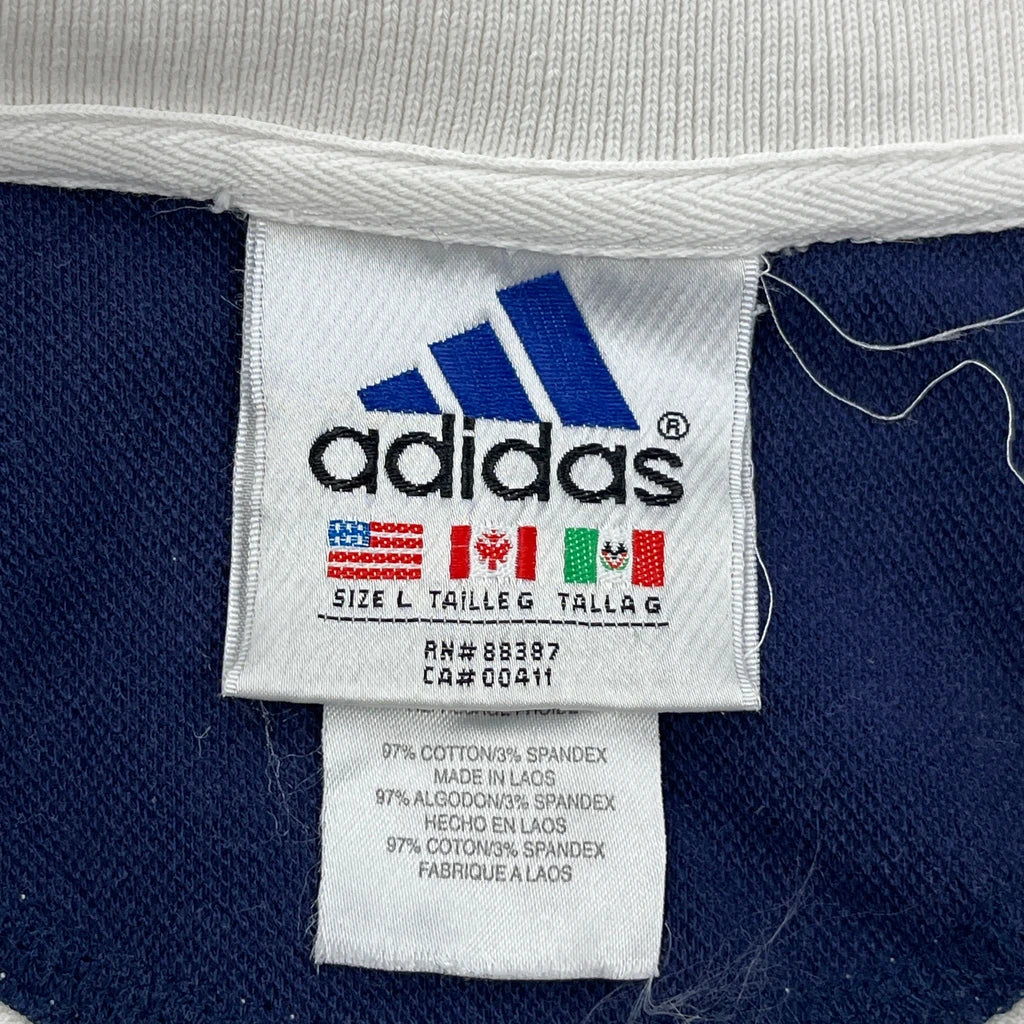 adidas®
SIZE L TAILLE G TALLA G
RN# 88387
CA# 00411
97% COTTON/3% SPANDEX
MADE IN LAOS
97% ALGODON/3% SPANDEX
HECHO EN LAOS
97% COTON/3% SPANDEX
FABRIQUE A LAOS